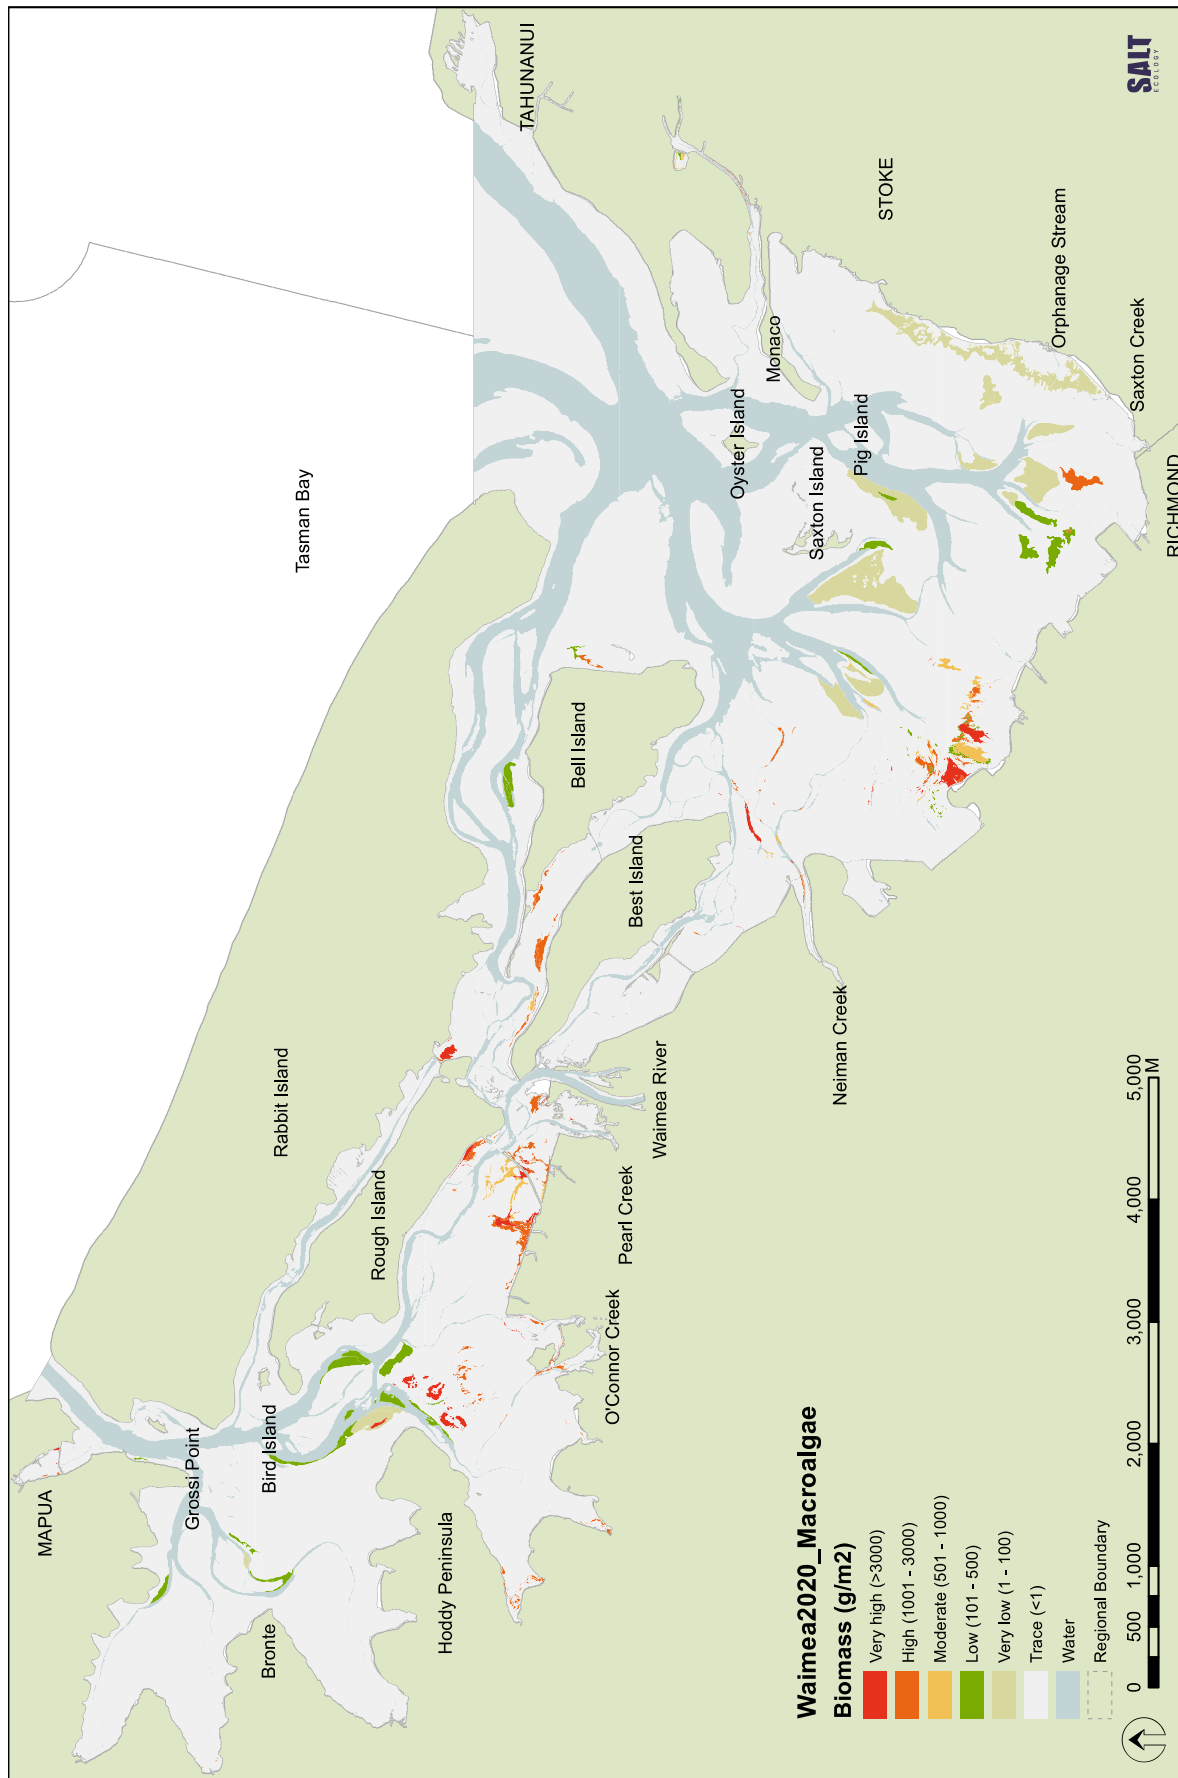 TAHUNANUI
SALT
ECOLOGY
STOKE
Orphanage Stream
Saxton Creek
Monaco
Oyster Island
Pig Island
Saxton Island
RICHMOND
Tasman Bay
Bell Island
Best Island
Neiman Creek
Waimea River
Rabbit Island
Rough Island
Pearl Creek
O'Connor Creek
Bird Island
Grossi Point
MAPUA
Hoddy Peninsula
Bronte
Waimea2020_Macroalgae
Biomass (g/m2)
Very high (>3000)
High (1001 - 3000)
Moderate (501 - 1000)
Low (101 - 500)
Very low (1 - 100)
Trace (<1)
Water
Regional Boundary
0 500 1,000 2,000 3,000 4,000 5,000
M